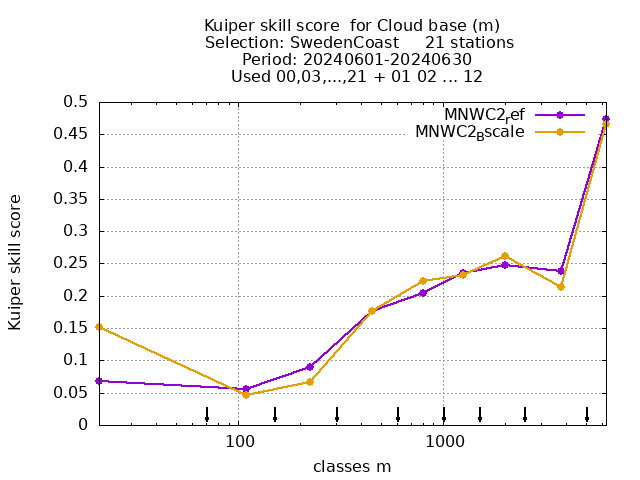 Kuiper skill score  for Cloud base (m)
Selection: SwedenCoast     21 stations
Period: 20240601-20240630
Used 00,03,...,21 + 01 02 ... 12
MNWC2ref
MNWC2Bscale
0.5
0.45
0.4
0.35
0.3
0.25
0.2
0.15
0.1
0.05
0
Kuiper skill score
100
1000
classes m